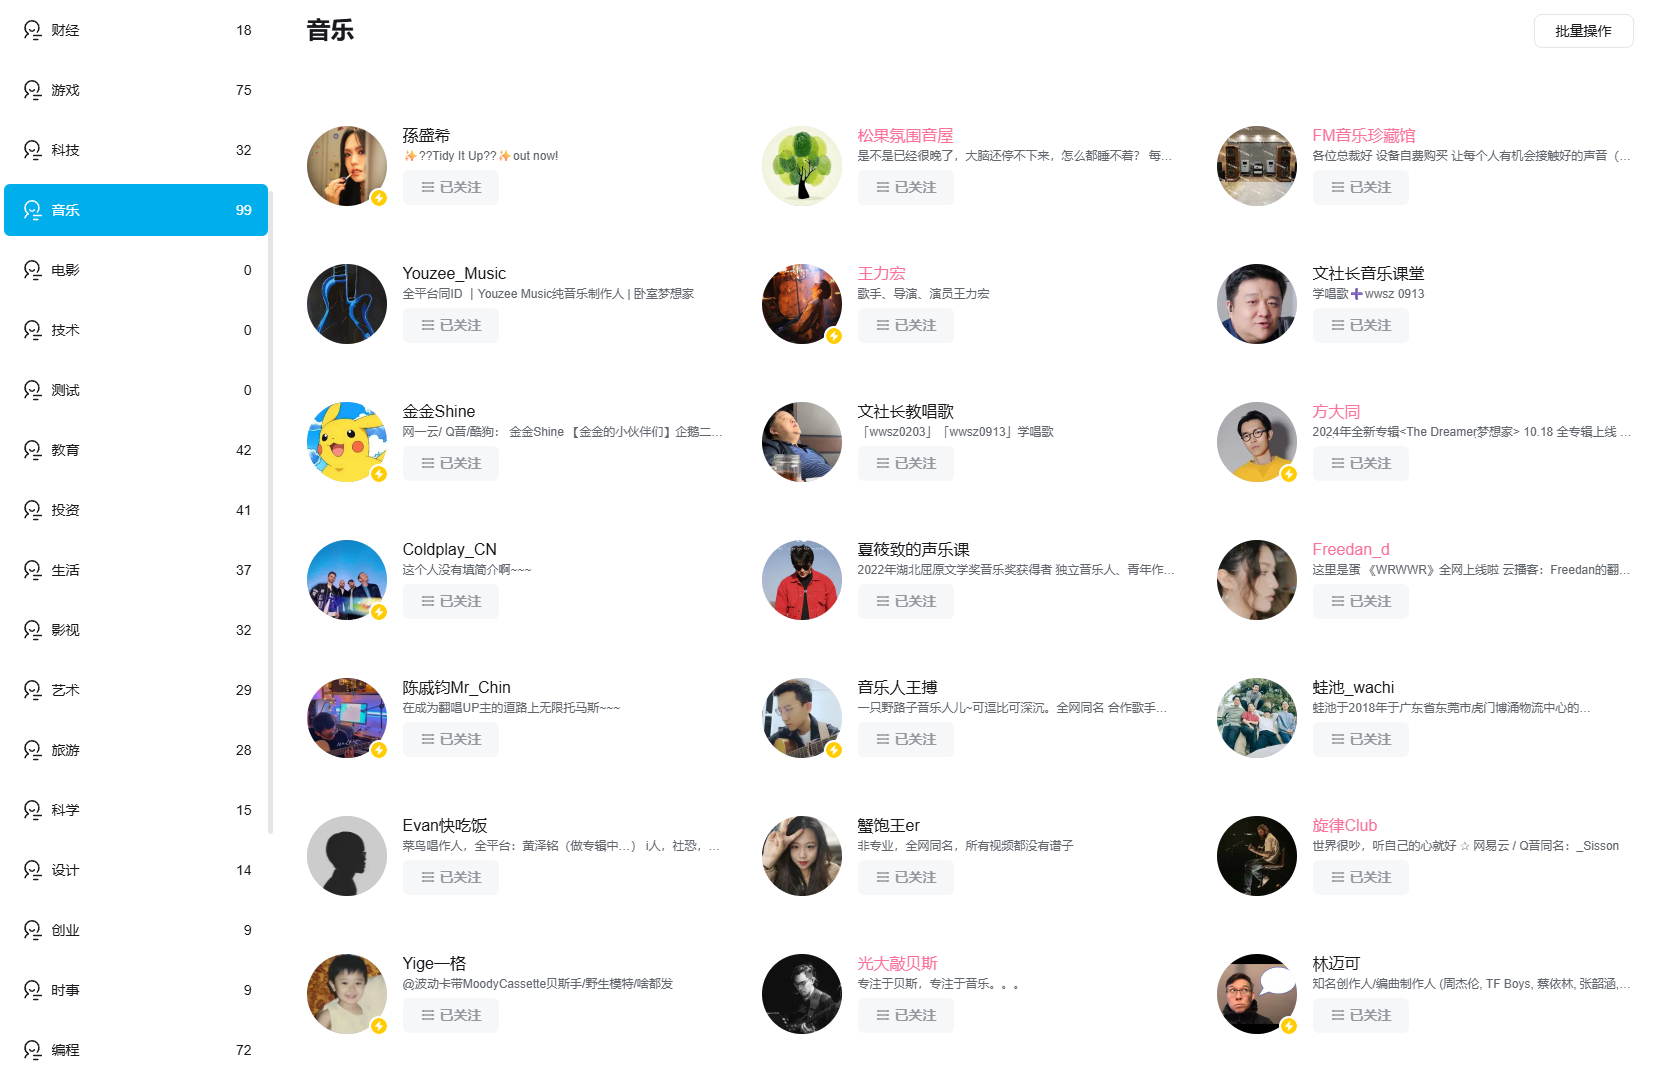 财经 18
游戏 75
科技 32
音乐 99
电影 0
技术 0
测试 0
教育 42
投资 41
生活 37
影视 32
艺术 29
旅游 28
科学 15
设计 14
创业 9
时事 9
编程 72
音乐
批量操作
孫盛希
✨??Tidy It Up??✨out now!
已关注
松果氛围音屋
是不是已经很晚了，大脑还停不下来，怎么都睡不着？ 每...
已关注
FM音乐珍藏馆
各位总裁好 设备自费购买 让每个人有机会接触好的声音（...
已关注
Youzee_Music
全平台同ID ｜Youzee Music纯音乐制作人 | 卧室梦想家
已关注
王力宏
歌手、导演、演员王力宏
已关注
文社长音乐课堂
学唱歌➕wwsz 0913
已关注
金金Shine
网一云/ Q音/酷狗： 金金Shine 【金金的小伙伴们】企鹅二...
已关注
文社长教唱歌
「wwsz0203」「wwsz0913」学唱歌
已关注
方大同
2024年全新专辑<The Dreamer梦想家> 10.18 全专辑上线 ...
已关注
Coldplay_CN
这个人没有填简介啊~~~
已关注
夏筱致的声乐课
2022年湖北屈原文学奖音乐奖获得者 独立音乐人、青年作...
已关注
Freedan_d
这里是蛋 《WRWWR》全网上线啦 云播客：Freedan的翻...
已关注
陈戚钧Mr_Chin
在成为翻唱UP主的道路上无限托马斯~~~
已关注
音乐人王搏
一只野路子音乐人儿~可逗比可深沉。全网同名 合作歌手...
已关注
蛙池_wachi
蛙池于2018年于广东省东莞市虎门博涌物流中心的...
已关注
Evan快吃饭
菜鸟唱作人，全平台：黄泽铭（做专辑中...） i人，社恐，...
已关注
蟹饱王er
非专业，全网同名，所有视频都没有谱子
已关注
旋律Club
世界很吵，听自己的心就好 ☆ 网易云 / Q音同名：_Sisson
已关注
Yige一格
@波动卡带MoodyCassette贝斯手/野生模特/啥都发
已关注
光大敲贝斯
专注于贝斯，专注于音乐。。。
已关注
林迈可
知名创作人/编曲制作人 (周杰伦, TF Boys, 蔡依林, 张韶涵,...
已关注